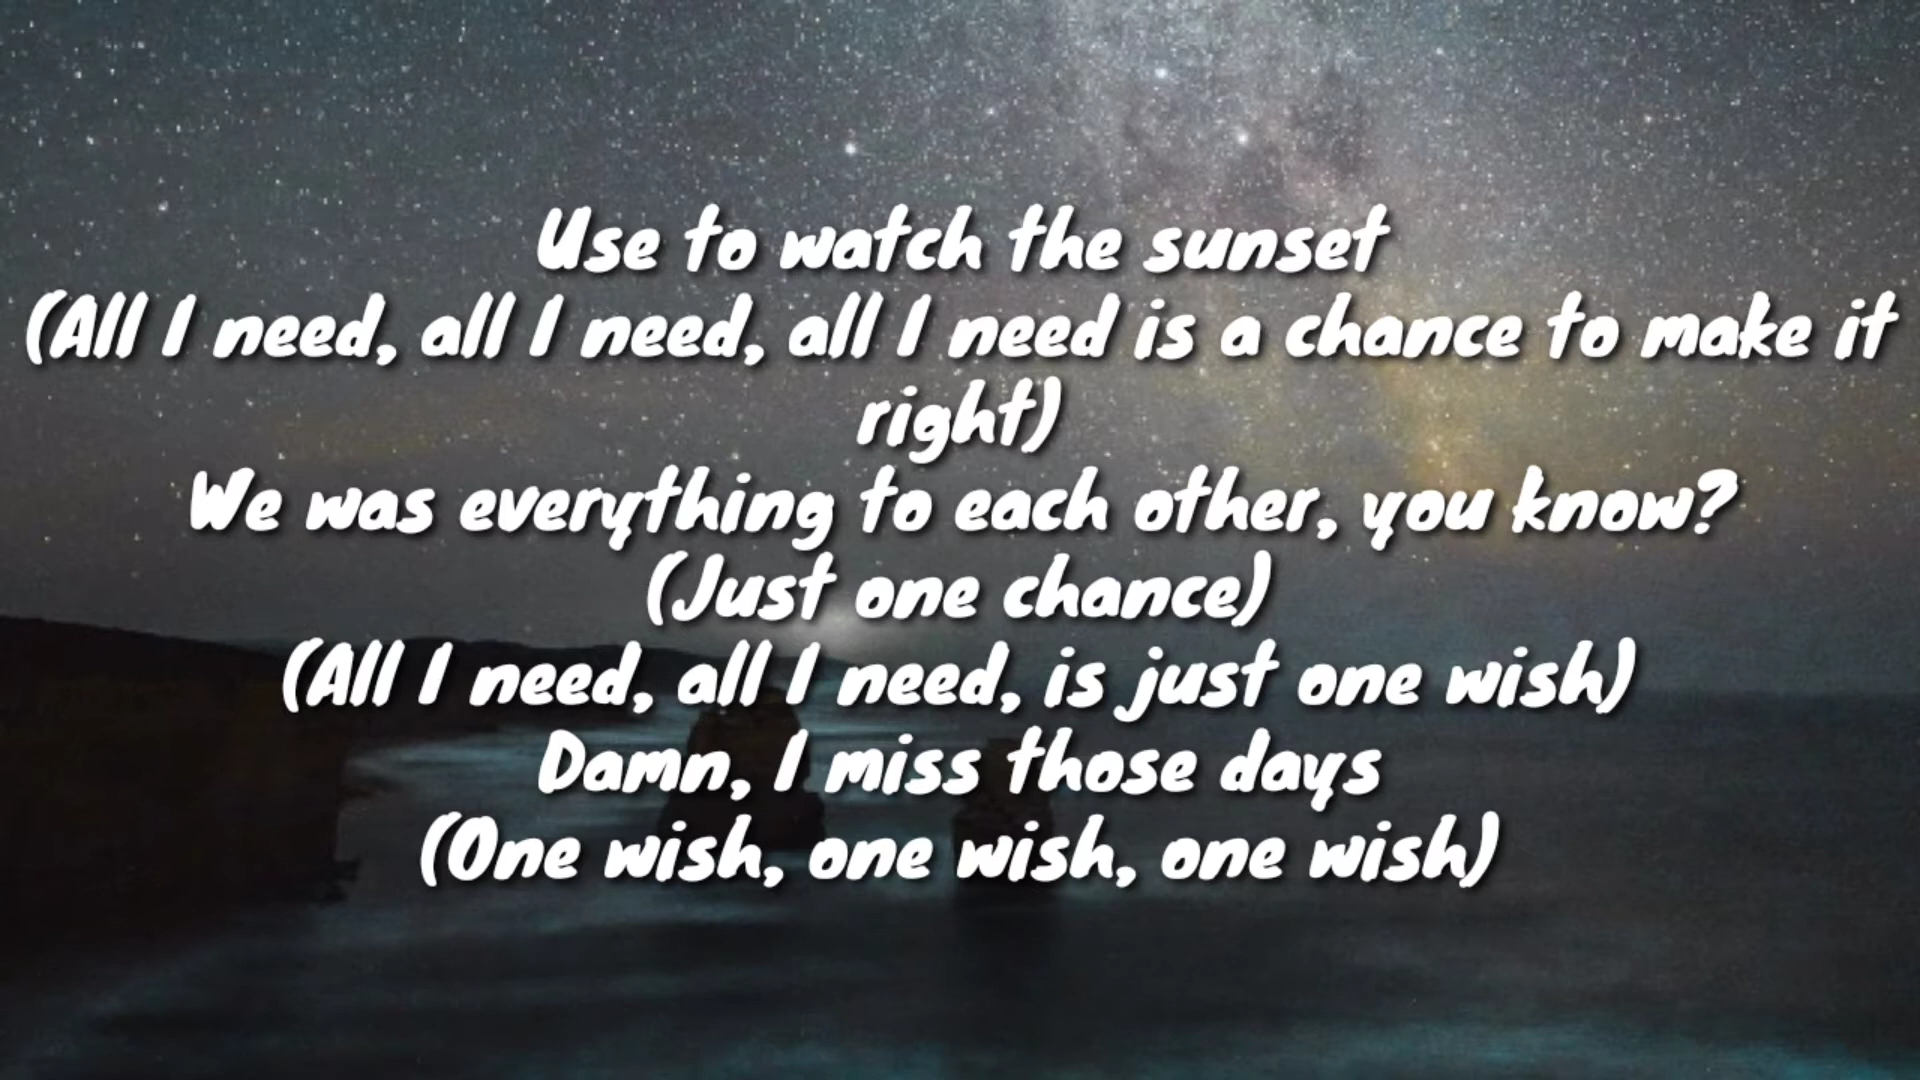 Use to watch the sunset
(All I need, all I need, all I need is a chance to make it
right)
We was everything to each other, you know?
(Just one chance)
(All I need, all I need, is just one wish)
Damn, I miss those days
(One wish, one wish, one wish)